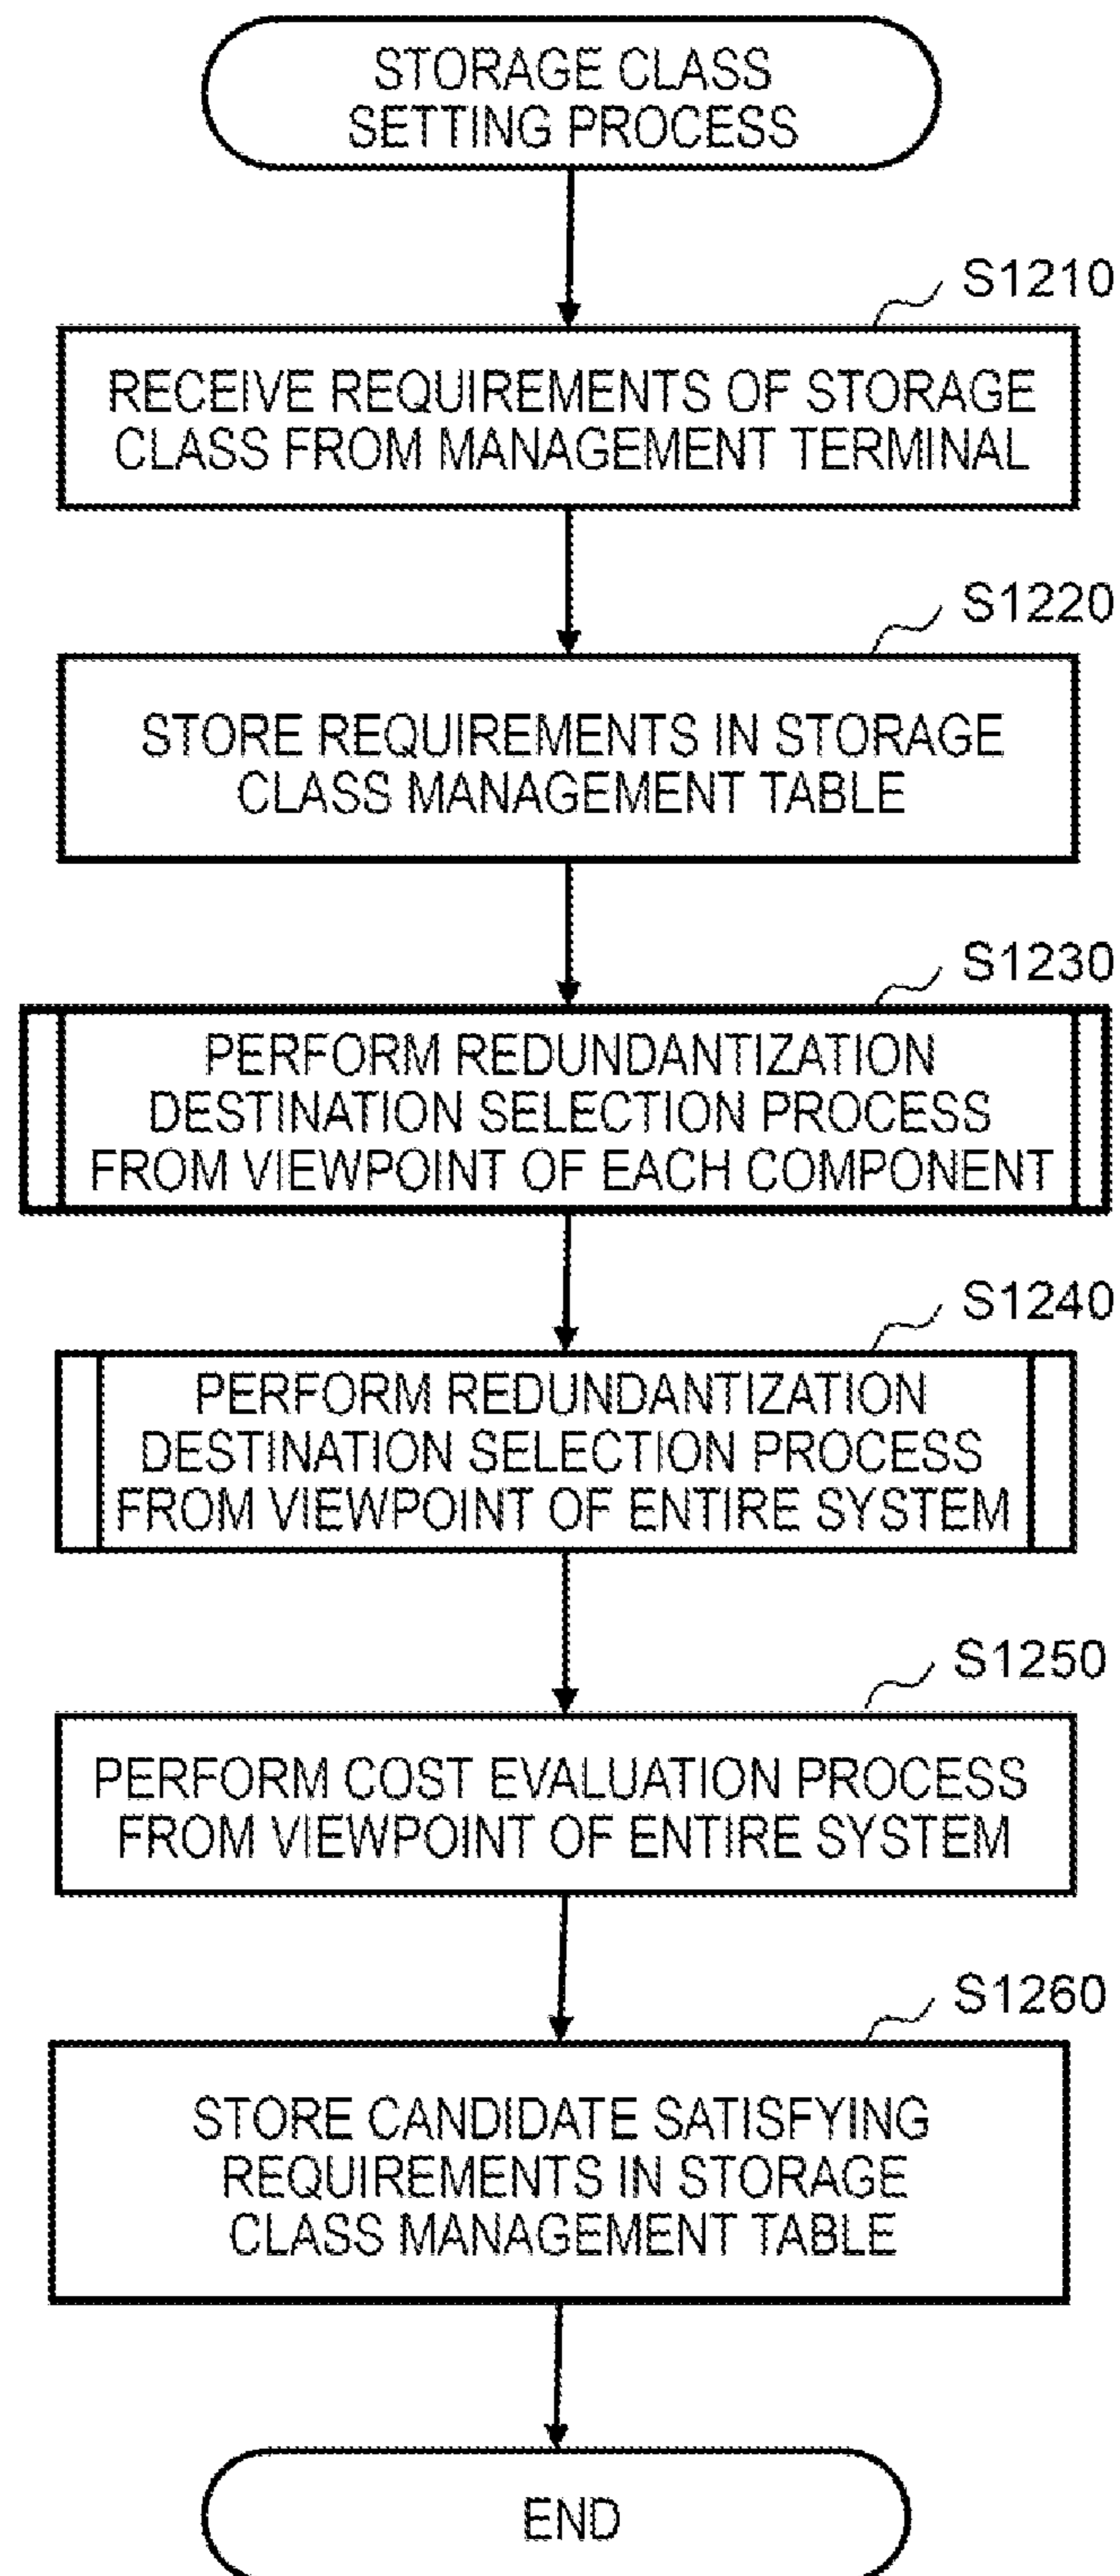 STORAGE CLASS
SETTING PROCESS
S1210
RECEIVE REQUIREMENTS OF STORAGE
CLASS FROM MANAGEMENT TERMINAL
S1220
STORE REQUIREMENTS IN STORAGE
CLASS MANAGEMENT TABLE
S1230
PERFORM REDUNDANTIZATION
DESTINATION SELECTION PROCESS
FROM VIEWPOINT OF EACH COMPONENT
S1240
PERFORM REDUNDANTIZATION
DESTINATION SELECTION PROCESS
FROM VIEWPOINT OF ENTIRE SYSTEM
S1250
PERFORM COST EVALUATION PROCESS
FROM VIEWPOINT OF ENTIRE SYSTEM
S1260
STORE CANDIDATE SATISFYING
REQUIREMENTS IN STORAGE
CLASS MANAGEMENT TABLE
END